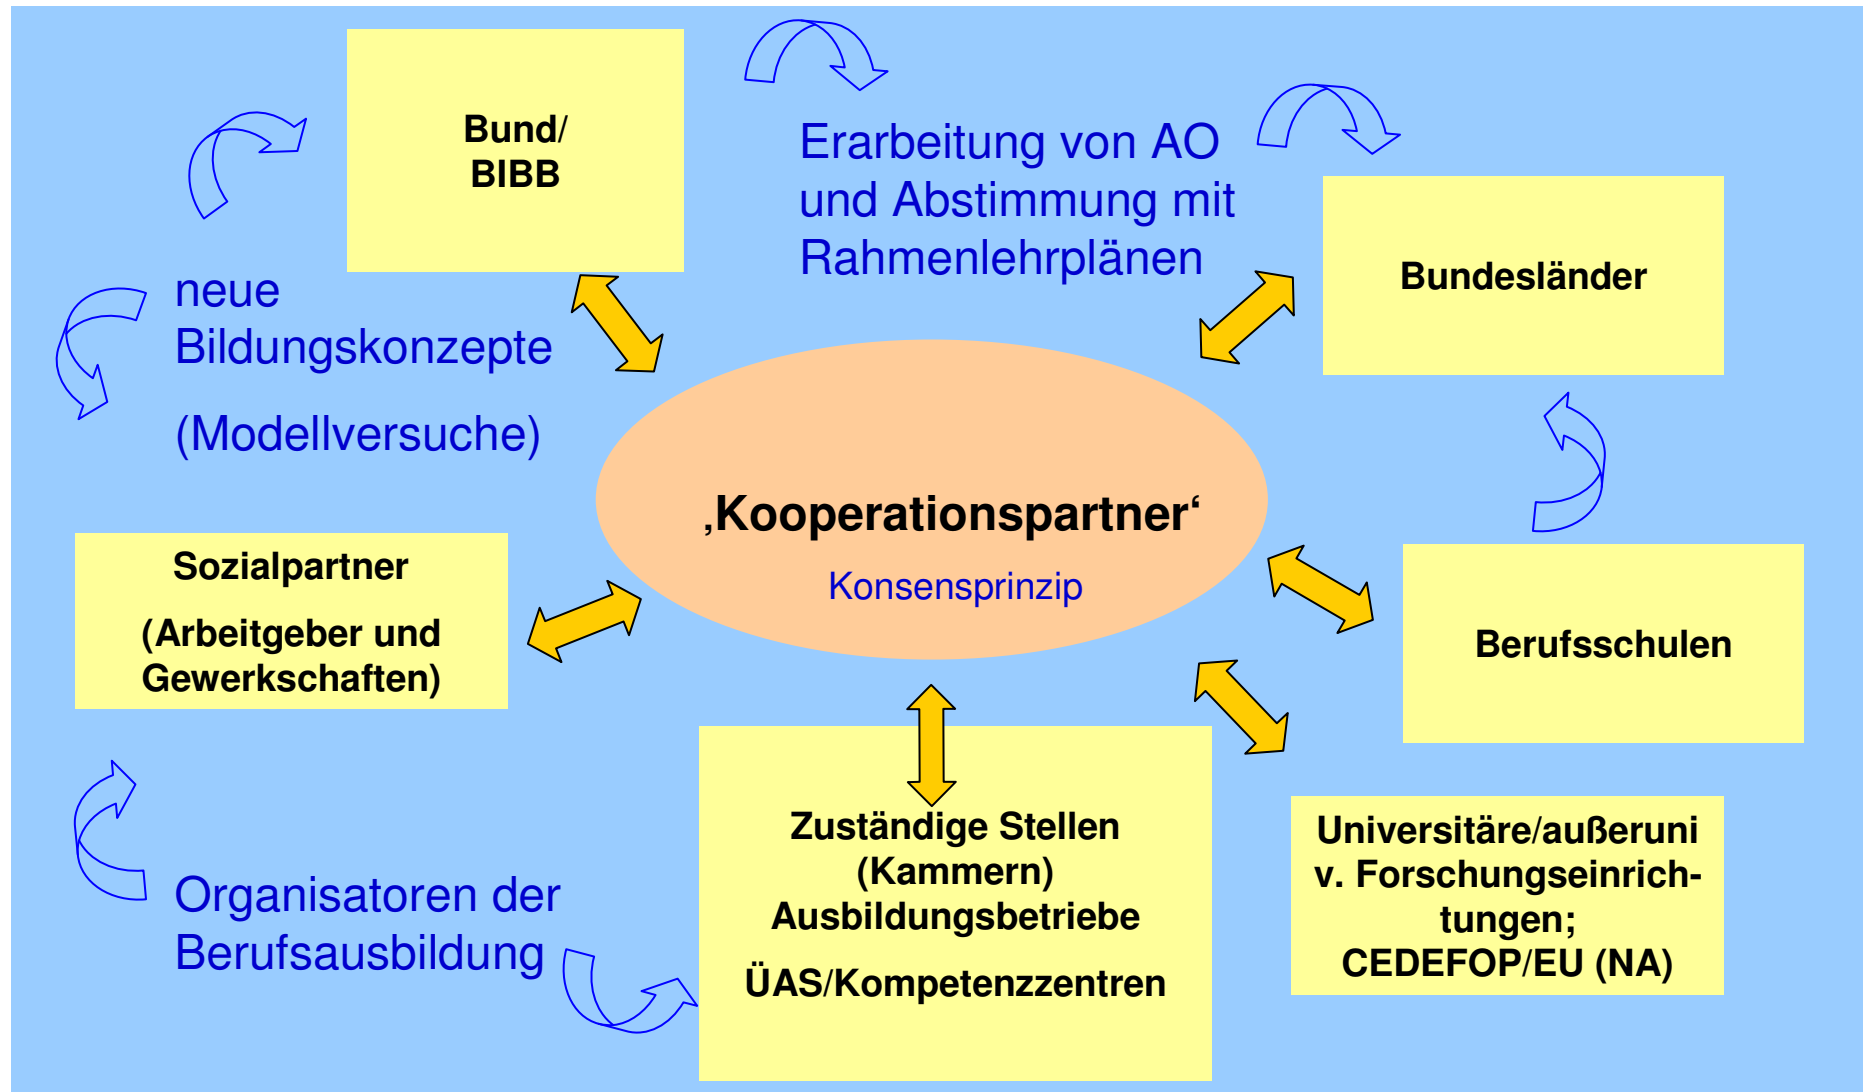 Bund/
BIBB
Erarbeitung von AO
und Abstimmung mit
Rahmenlehrplänen
Bundesländer
neue
Bildungskonzepte
(Modellversuche)
‚Kooperationspartner‘
Konsensprinzip
Sozialpartner
(Arbeitgeber und
Gewerkschaften)
Berufsschulen
Zuständige Stellen
(Kammern)
Ausbildungsbetriebe
ÜAS/Kompetenzzentren
Universitäre/außeruni
v. Forschungseinrich-
tungen;
CEDEFOP/EU (NA)
Organisatoren der
Berufsausbildung